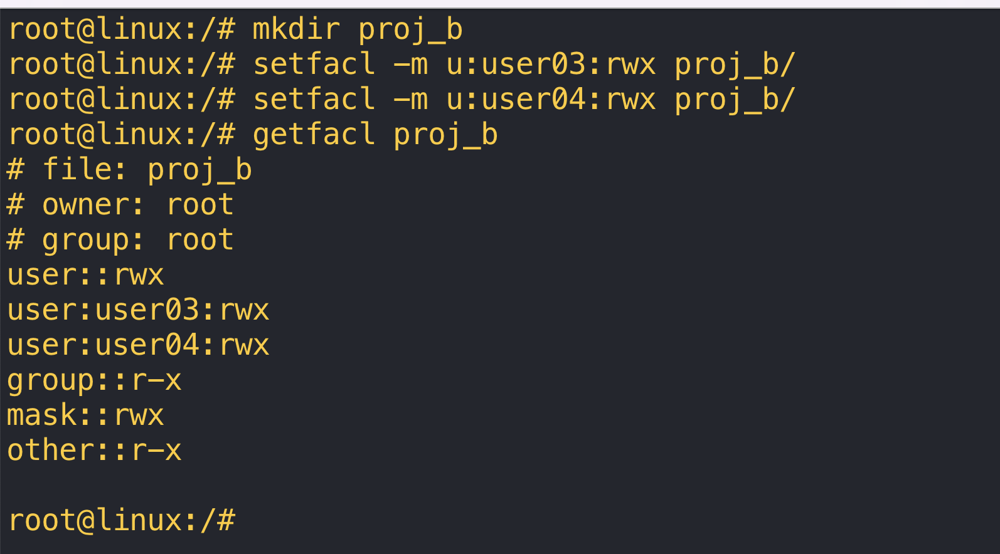 root@linux:/# mkdir proj_b
root@linux:/# setfacl -m u:user03:rwx proj_b/
root@linux:/# setfacl -m u:user04:rwx proj_b/
root@linux:/# getfacl proj_b
# file: proj_b
# owner: root
# group: root
user::rwx
user:user03:rwx
user:user04:rwx
group::r-x
mask::rwx
other::r-x
root@linux:/#